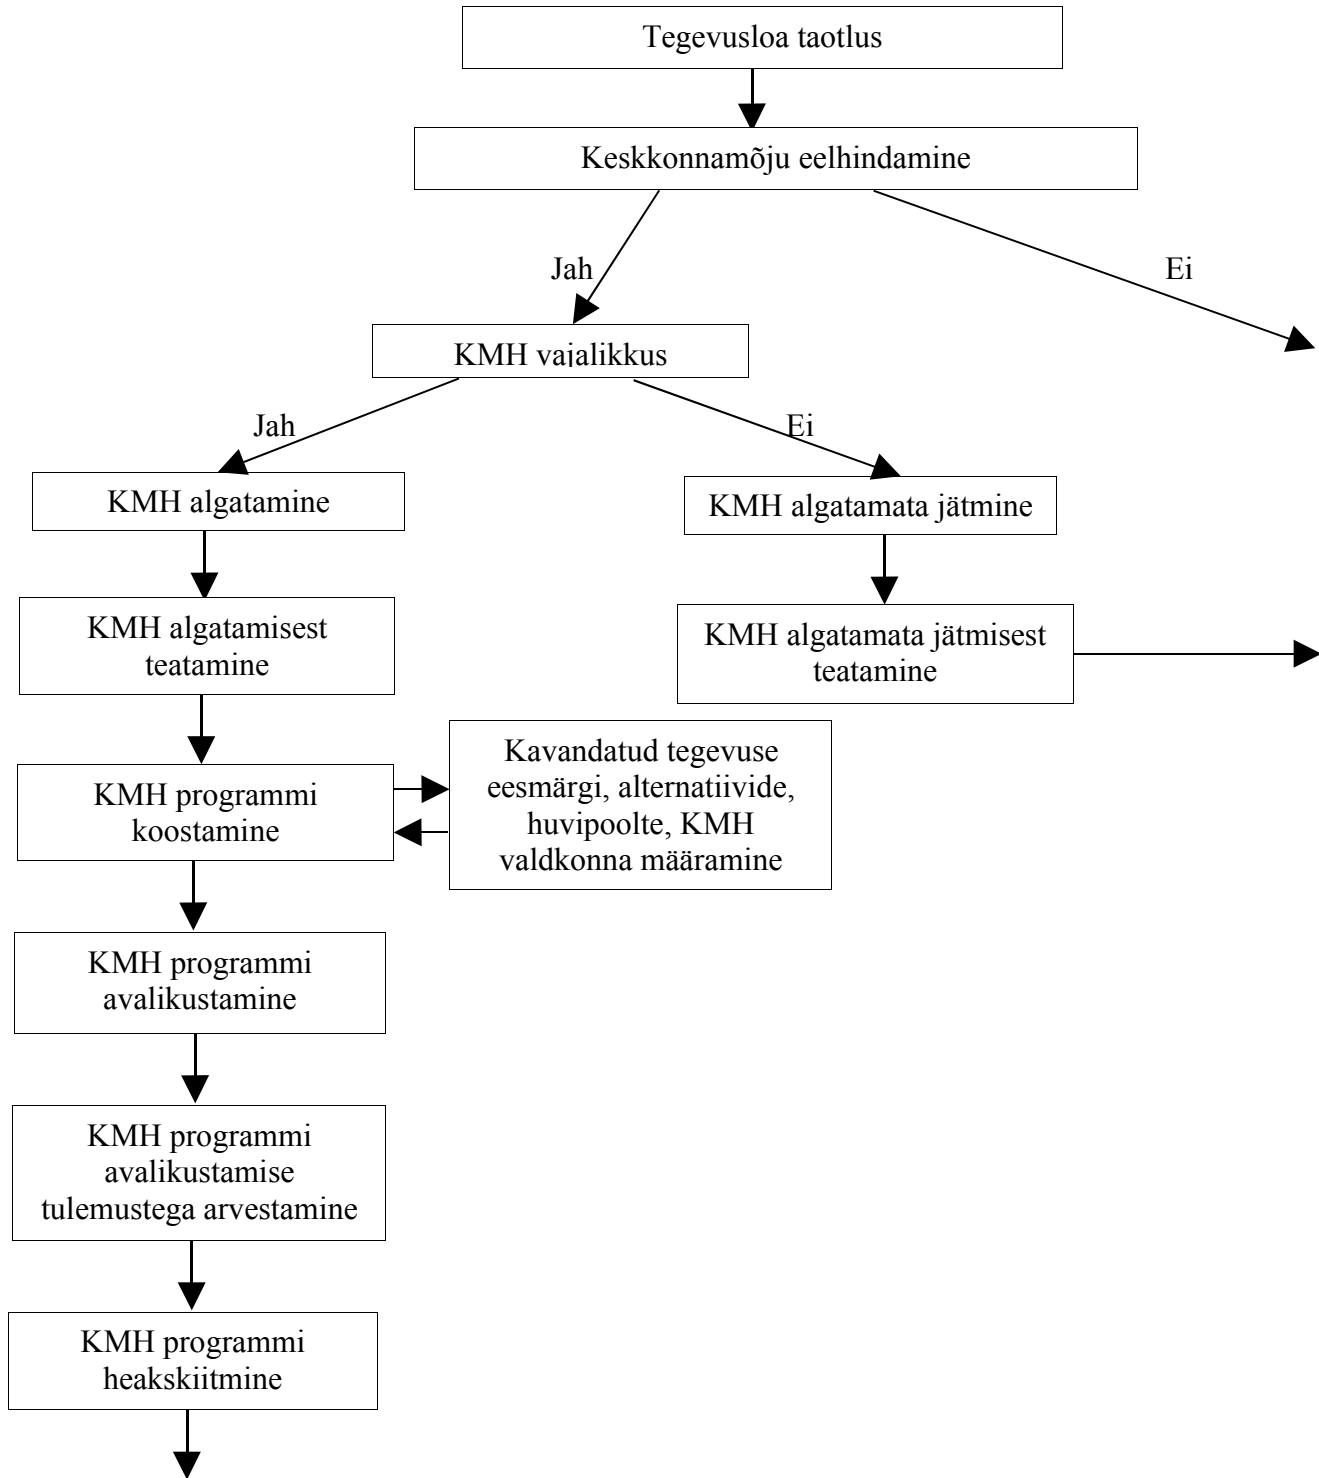 Tegevusloa taotlus
Keskkonnamõju eelhindamine
Jah
Ei
KMH vajalikkus
Jah
Ei
KMH algatamine
KMH algatamata jätmine
KMH algatamisest
teatamine
KMH algatamata jätmisest
teatamine
KMH programmi
koostamine
Kavandatud tegevuse
eesmärgi, alternatiivide,
huvipoolte, KMH
valdkonna määramine
KMH programmi
avalikustamine
KMH programmi
avalikustamise
tulemustega arvestamine
KMH programmi
heakskiitmine